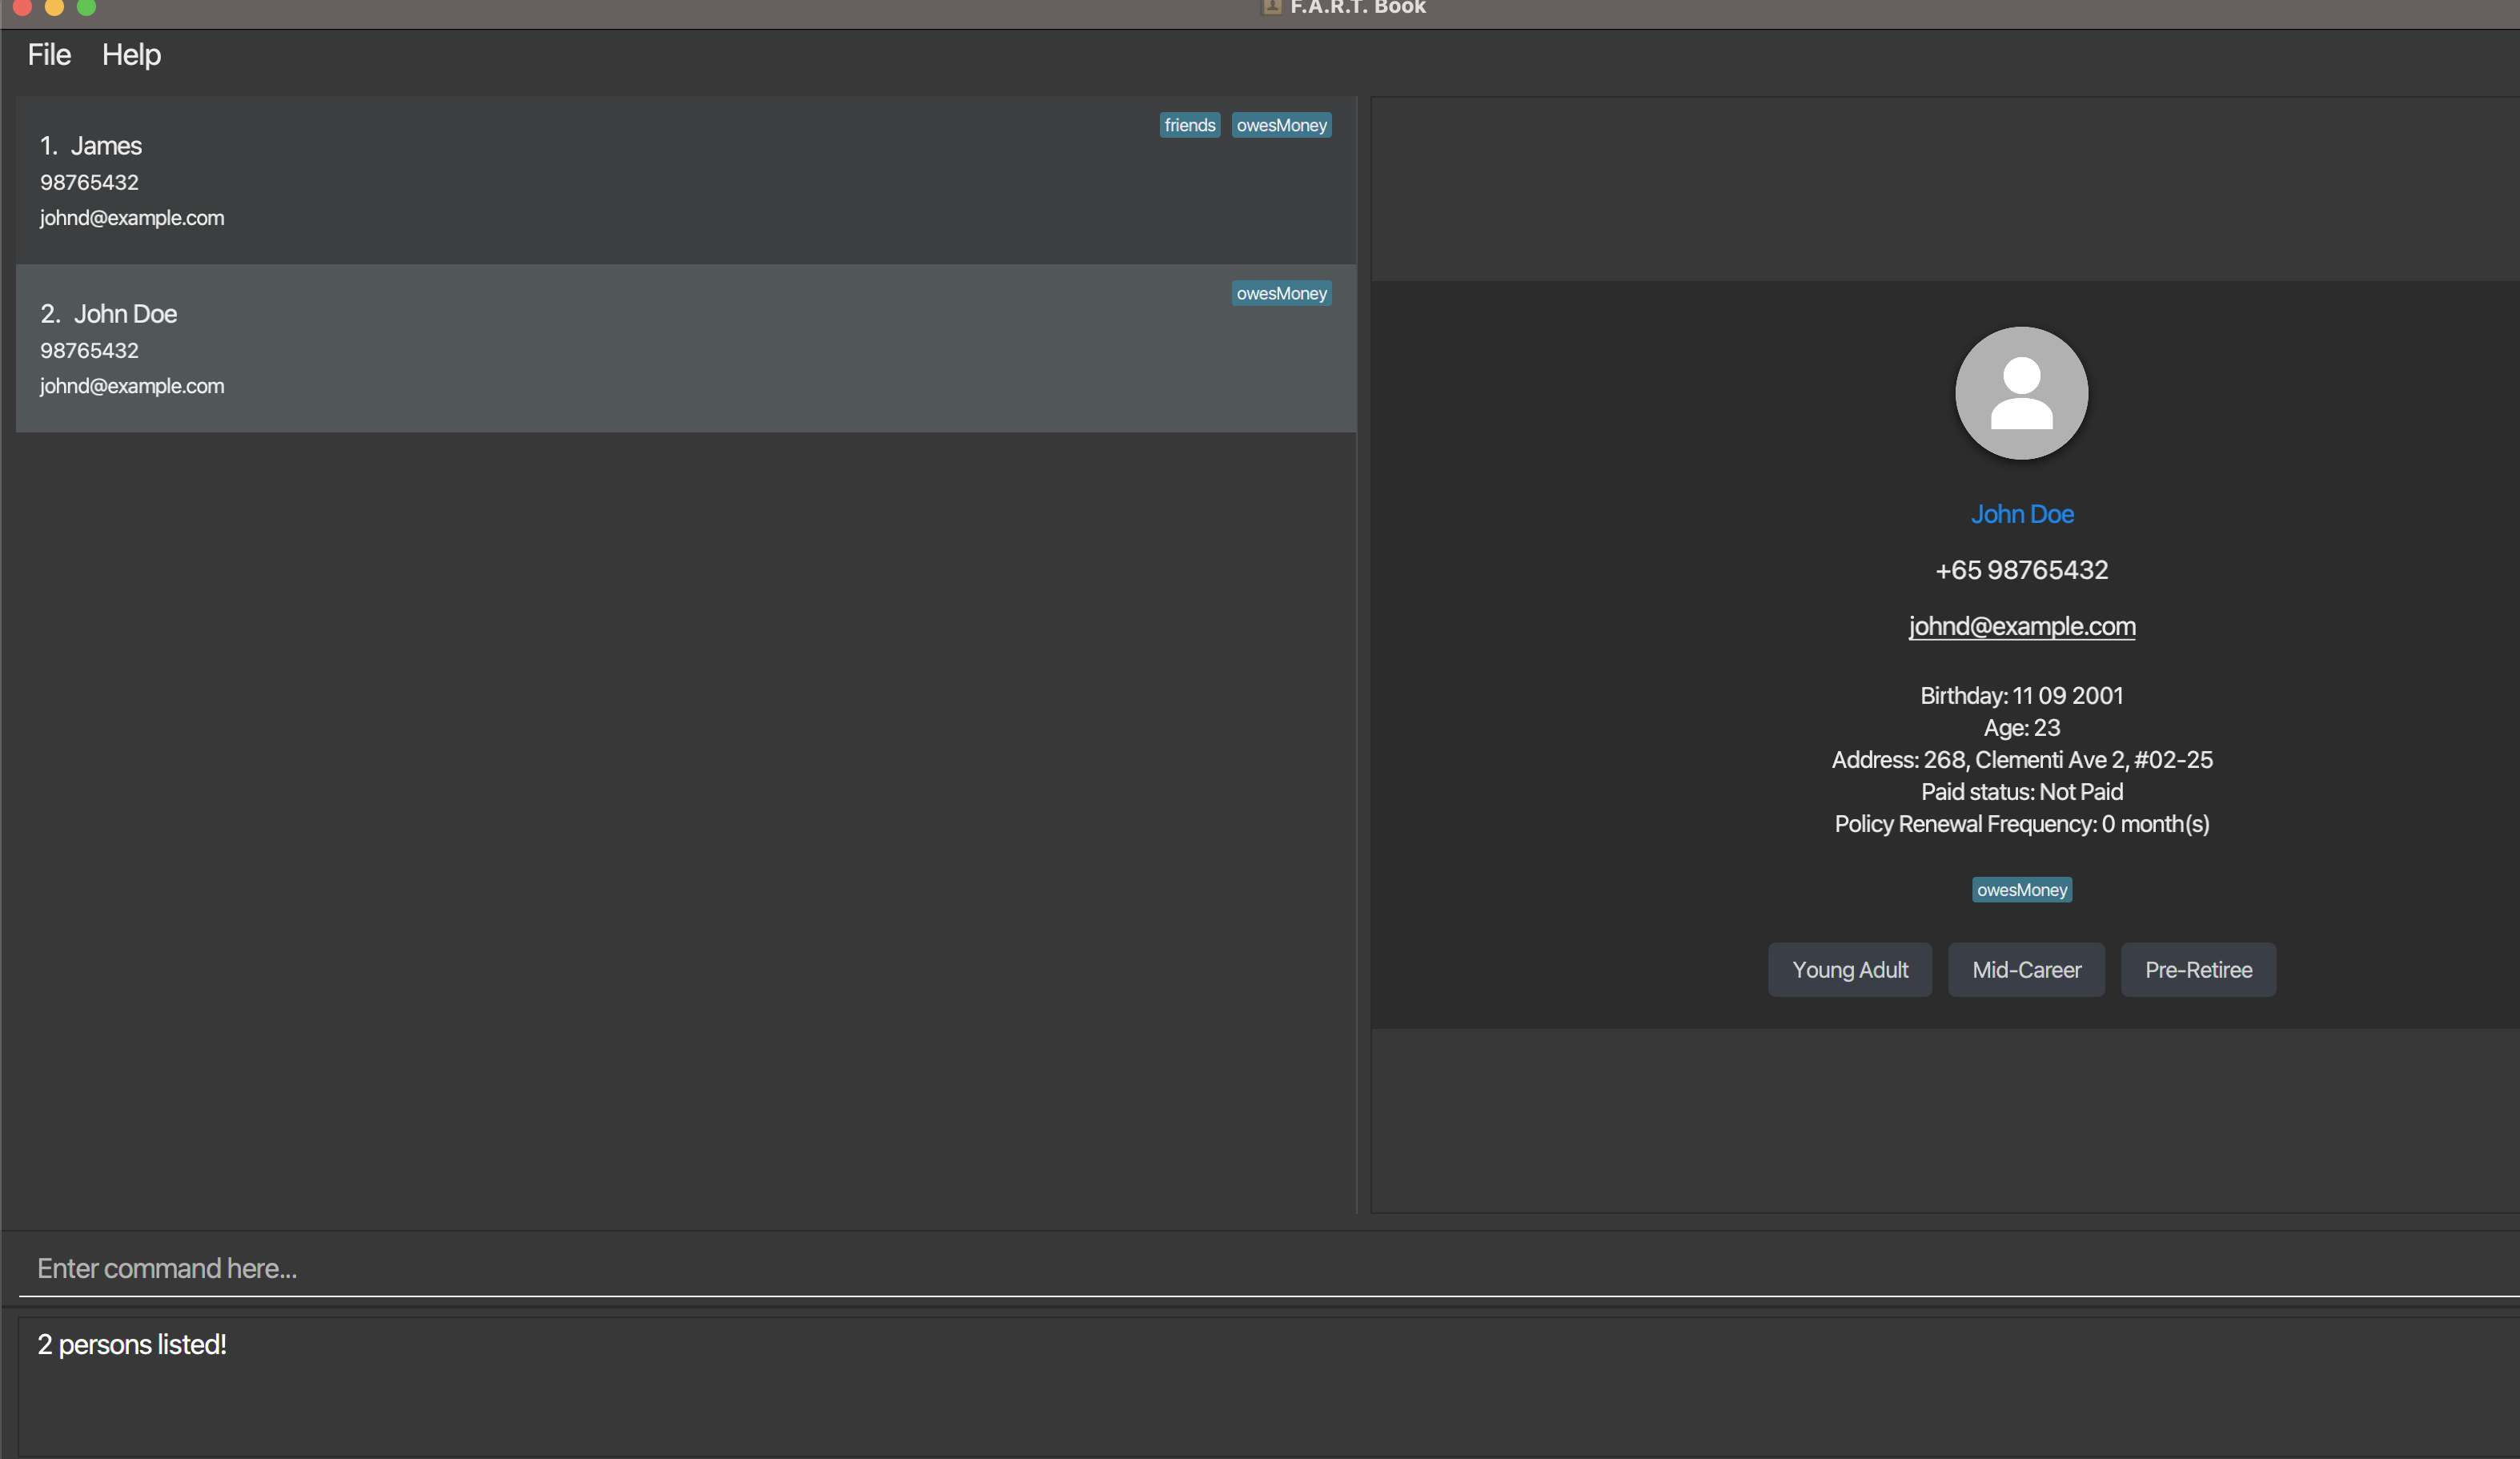 F.A.R.T. Book
File Help
friends owesMoney
1. James
98765432
johnd@example.com
owesMoney
2. John Doe
98765432
johnd@example.com
John Doe
+65 98765432
johnd@example.com
Birthday: 11 09 2001
Age: 23
Address: 268, Clementi Ave 2, #02-25
Paid status: Not Paid
Policy Renewal Frequency: 0 month(s)
owesMoney
Young Adult Mid-Career Pre-Retiree
Enter command here...
2 persons listed!